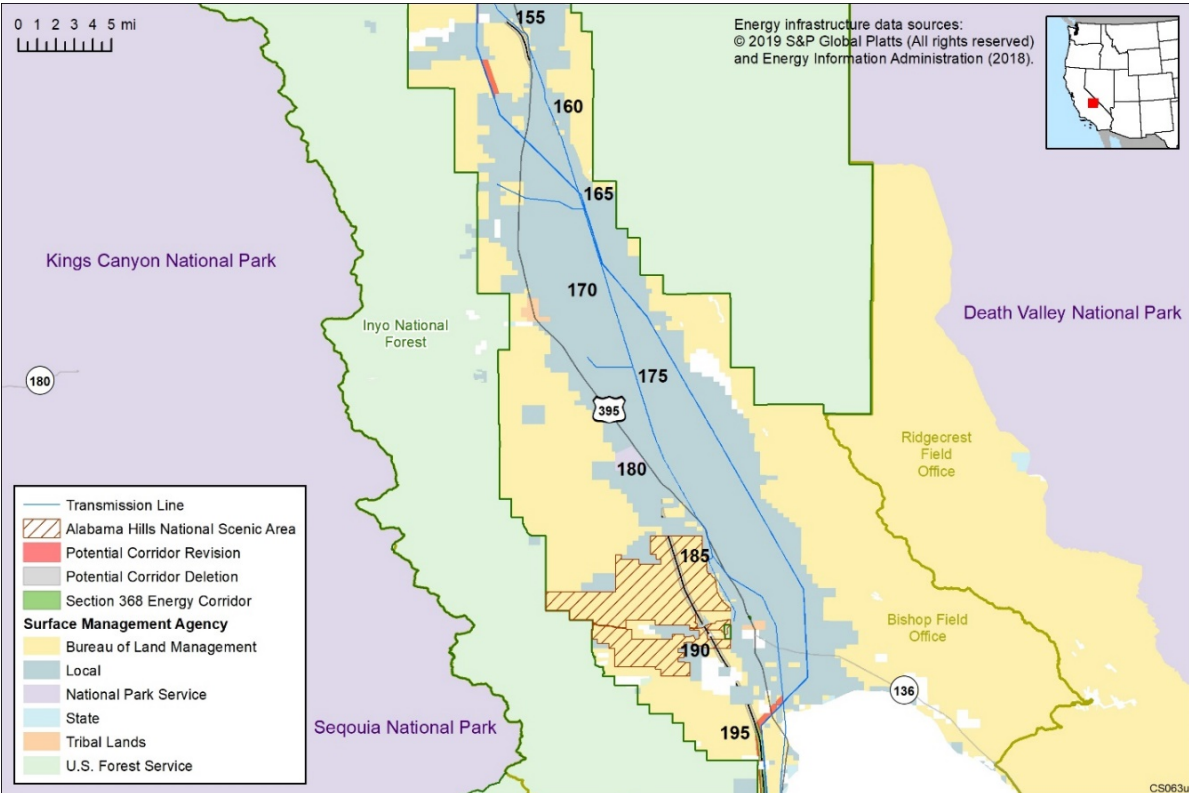 0 1 2 3 4 5 mi
155
Energy infrastructure data sources:
© 2019 S&P Global Platts (All rights reserved)
and Energy Information Administration (2018).
160
165
Kings Canyon National Park
170
Death Valley National Park
Inyo National
Forest
175
180
395
Ridgecrest
Field
Office
180
Transmission Line
Alabama Hills National Scenic Area
Potential Corridor Revision
Potential Corridor Deletion
Section 368 Energy Corridor
Surface Management Agency
Bureau of Land Management
Local
National Park Service
State
Tribal Lands
U.S. Forest Service
185
Bishop Field
Office
190
136
Seqouia National Park
195
CS063u